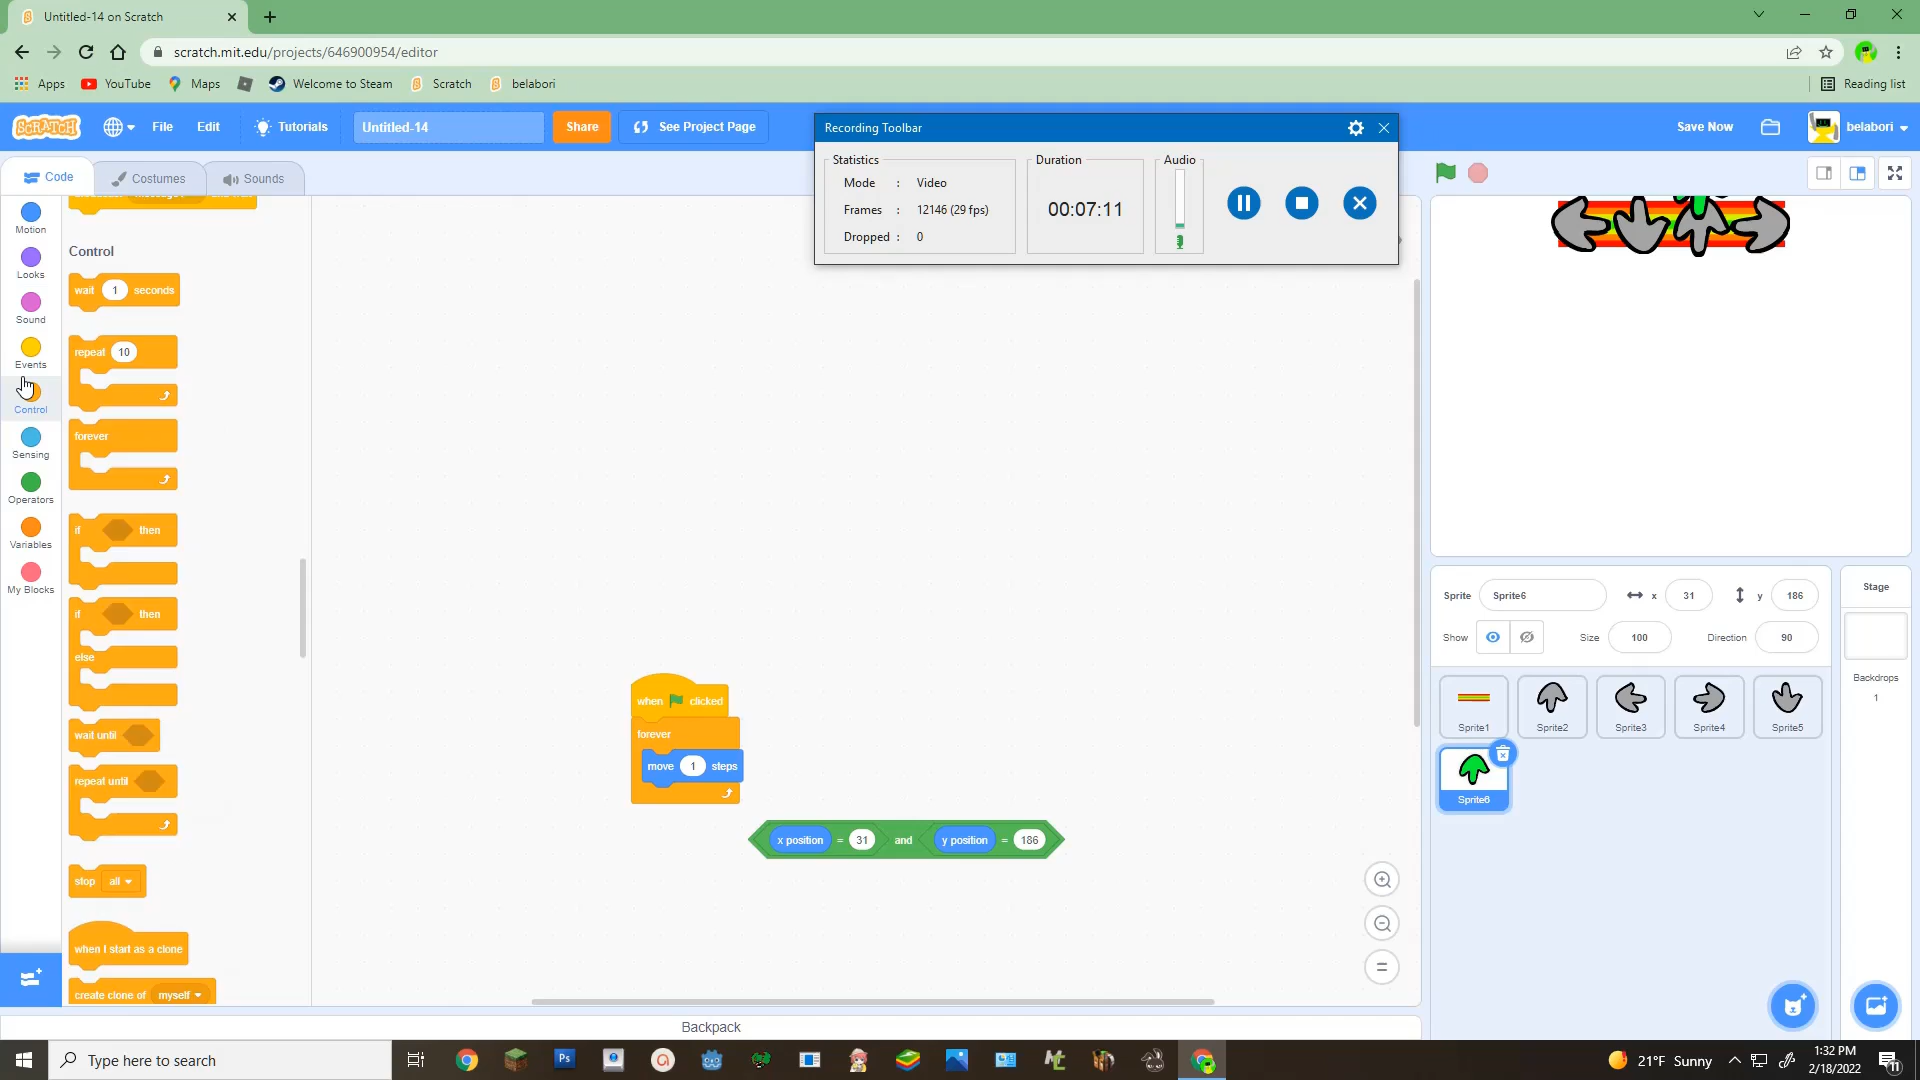 Untitled-14 on Scratch
scratch.mit.edu/projects/646900954/editor
Apps YouTube Maps Welcome to Steam Scratch belabori Reading list
SCRATCH File Edit Tutorials Untitled-14 Share See Project Page Save Now belabori
Recording Toolbar
Statistics
Mode : Video
Frames : 12146 (29 fps)
Dropped : 0
Duration
00:07:11
Audio
Code Costumes Sounds
Motion
Looks
Sound
Events
Control
Sensing
Operators
Variables
My Blocks
Control
wait 1 seconds
repeat 10
forever
if then
if then
else
wait until
repeat until
stop all
when I start as a clone
create clone of myself
when clicked
forever
move 1 steps
x position = 31 and y position = 186
Sprite Sprite6 x 31 y 186
Show Size 100 Direction 90
Sprite1 Sprite2 Sprite3 Sprite4 Sprite5
Sprite6
Stage
Backdrops
1
Backpack
Type here to search
Ps
21°F Sunny
1:32 PM
2/18/2022
11